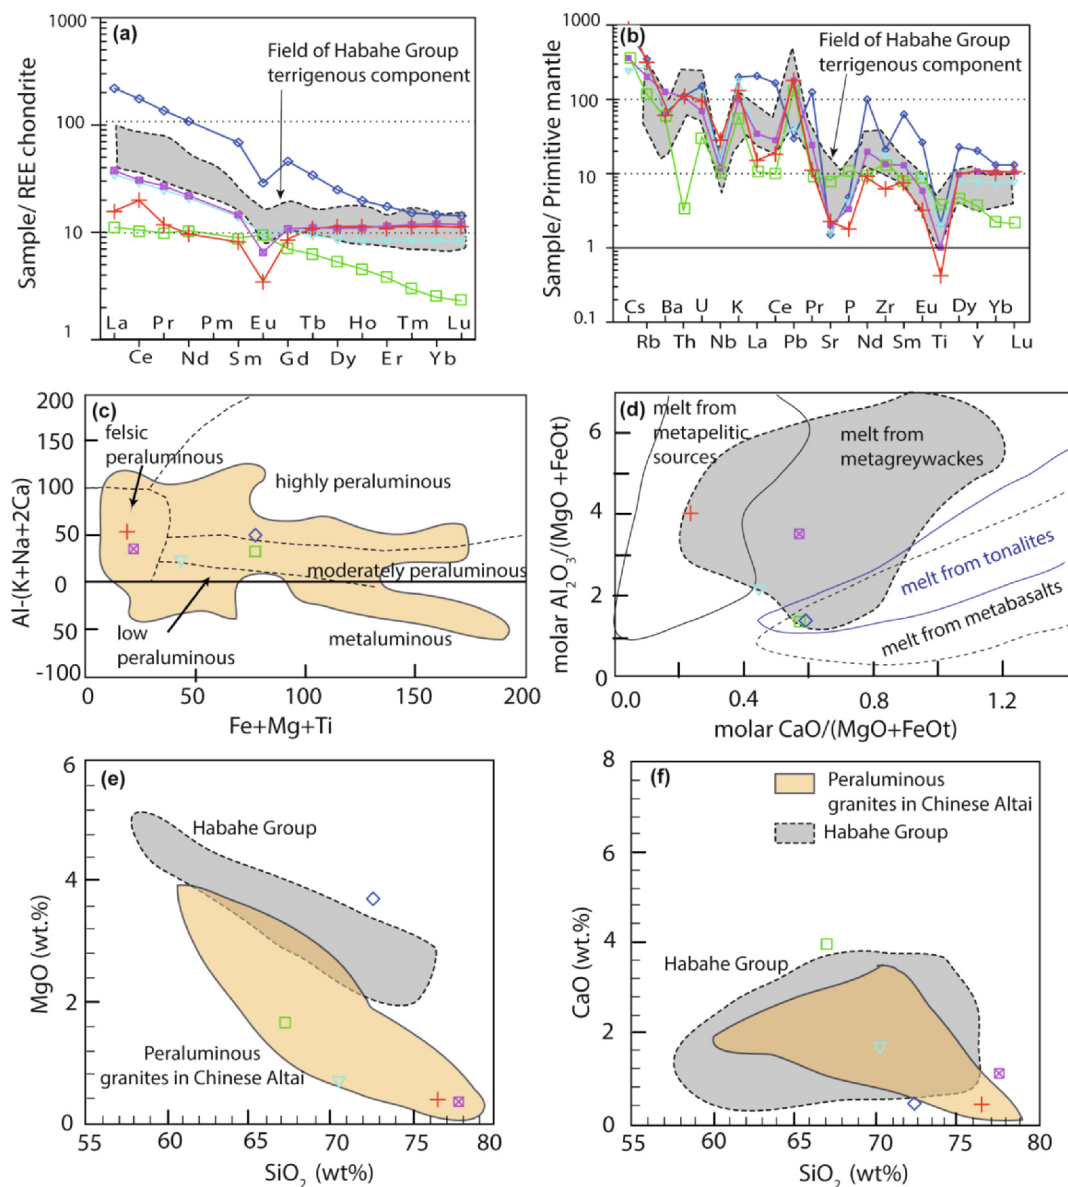 (a)
1000
100
10
1
Sample/ REE chondrite
Field of Habahe Group
terrigenous component
La Pr Pm Eu Tb Ho Tm Lu
Ce Nd Sm Gd Dy Er Yb
(b)
1000
100
10
1
0.1
Sample/ Primitive mantle
Field of Habahe Group
terrigenous component
Cs Ba U K Ce Pr P Zr Eu Dy Yb
Rb Th Nb La Pb Sr Nd Sm Ti Y Lu
(c)
200
150
100
50
0
-50
-100
Al-(K+Na+2Ca)
felsic
peraluminous
highly peraluminous
moderately peraluminous
low
peraluminous
metaluminous
0 50 100 150 200
Fe+Mg+Ti
(d)
6
4
2
0
molar Al2O3/(MgO +FeOt)
melt from
metapelitic
sources
melt from
metagreywackes
melt from tonalites
melt from metabasalts
0.0 0.4 0.8 1.2
molar CaO/(MgO+FeOt)
(e)
6
4
2
0
MgO (wt.%)
Habahe Group
Peraluminous
granites in Chinese Altai
55 60 65 70 75 80
SiO2 (wt%)
(f)
8
6
4
2
0
CaO (wt.%)
Peraluminous
granites in Chinese Altai
Habahe Group
Habahe Group
55 60 65 70 75 80
SiO2 (wt%)